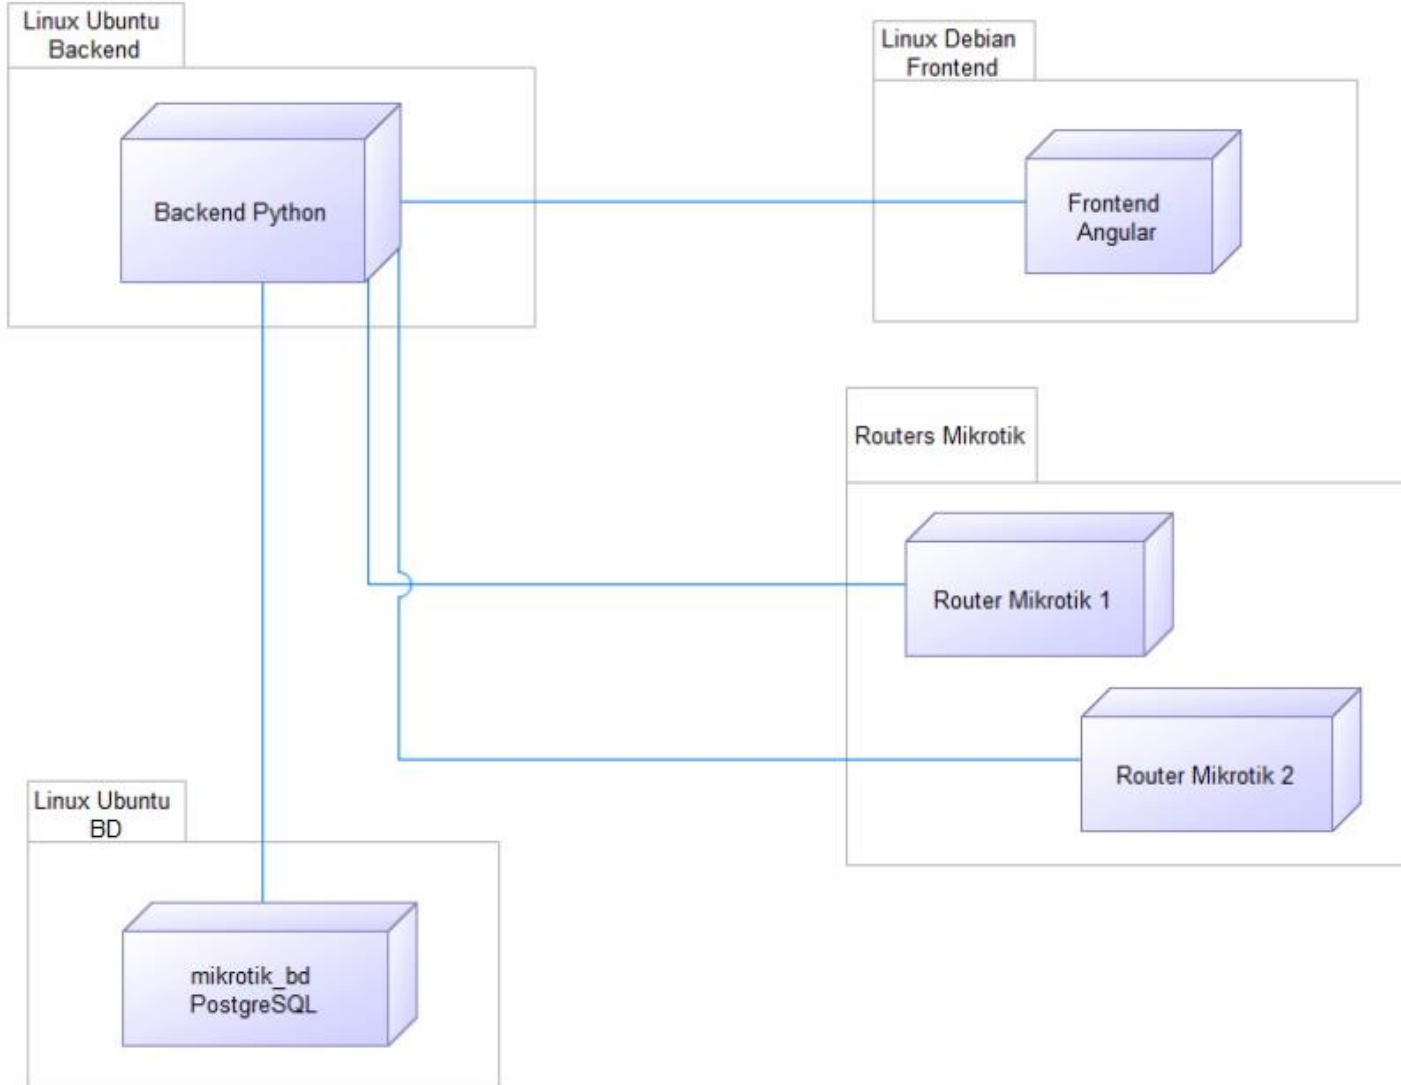 Linux Ubuntu
Backend
Backend Python
Linux Debian
Frontend
Frontend
Angular
Routers Mikrotik
Router Mikrotik 1
Router Mikrotik 2
Linux Ubuntu
BD
mikrotik_bd
PostgreSQL